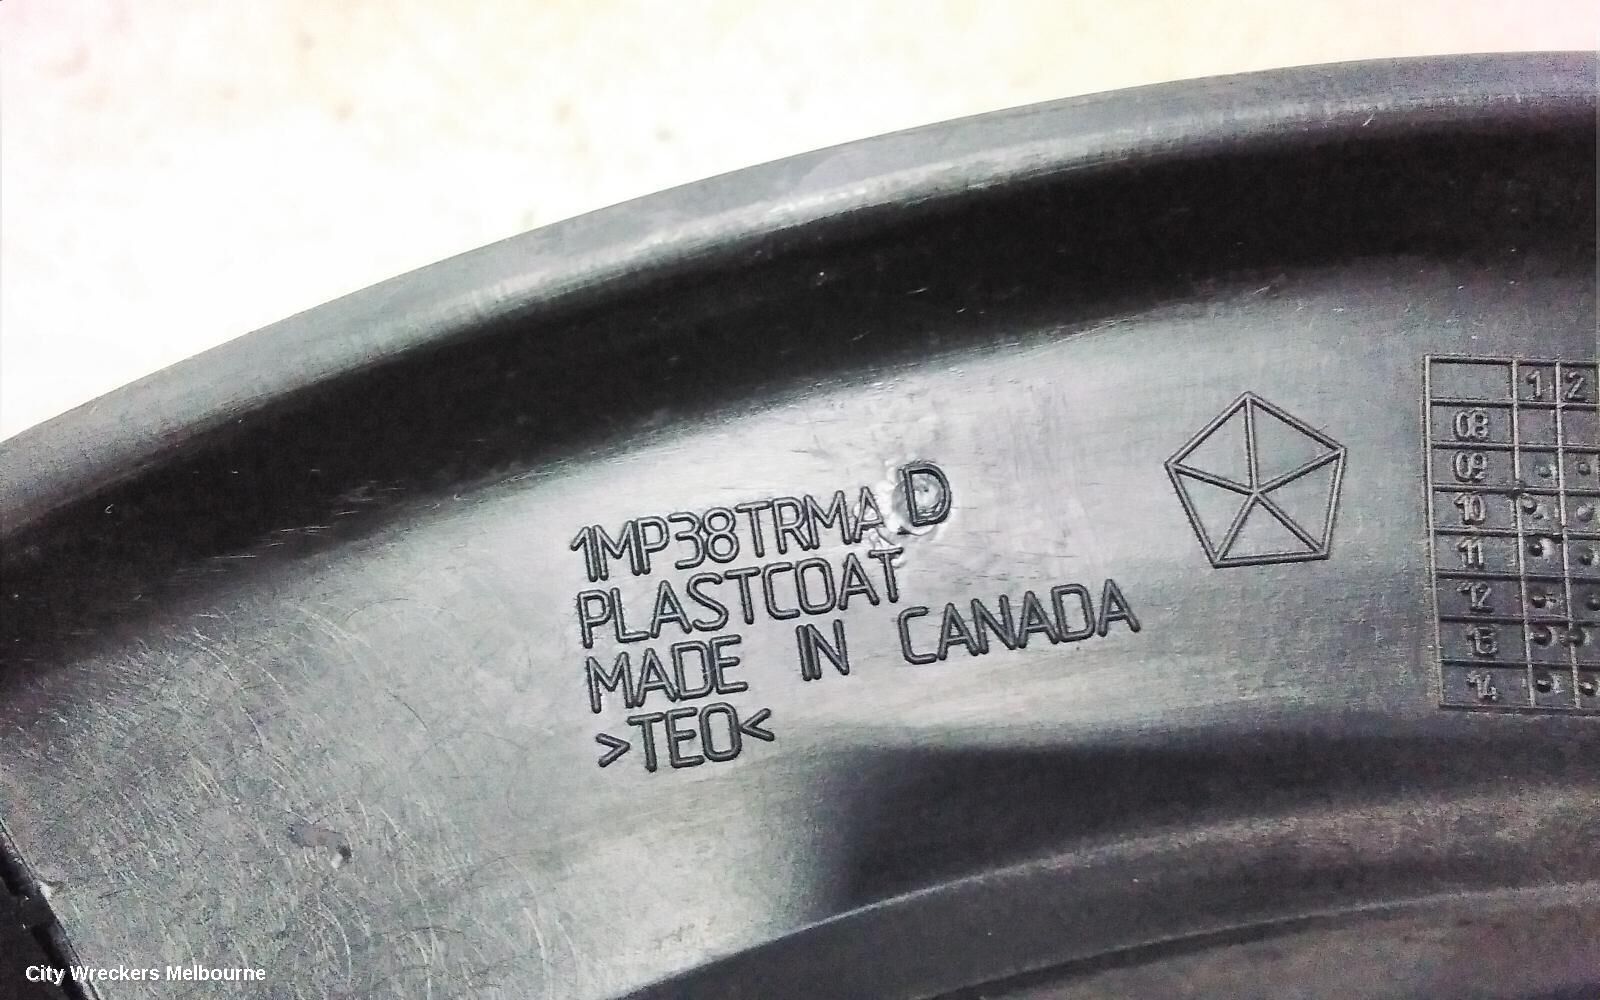 1MP38TRMA D
PLASTCOAT
MADE IN CANADA
>TEO<
1 2
08
09
10
11
12
13
14
City Wreckers Melbourne